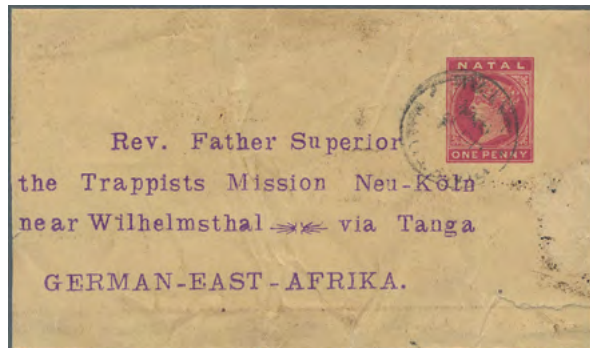 NATAL
ONE PENNY
Rev. Father Superior
the Trappists Mission Neu-Köln
near Wilhelmsthal via Tanga
GERMAN-EAST-AFRIKA.